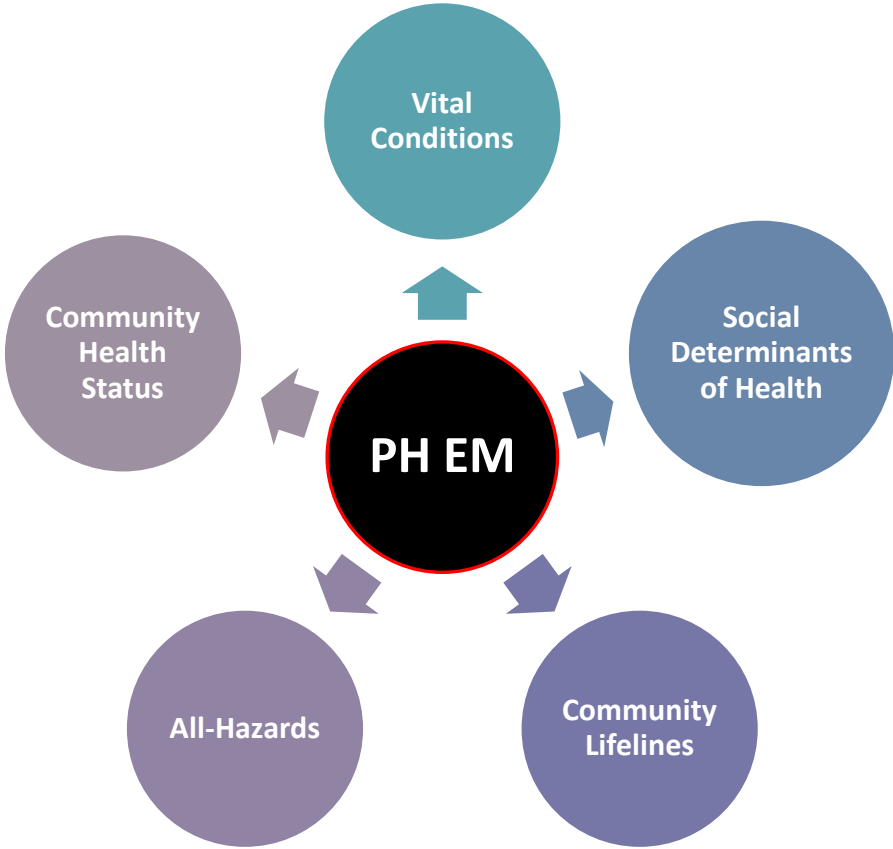 Vital
Conditions
Social
Determinants
of Health
Community
Lifelines
All-Hazards
Community
Health
Status
PH EM